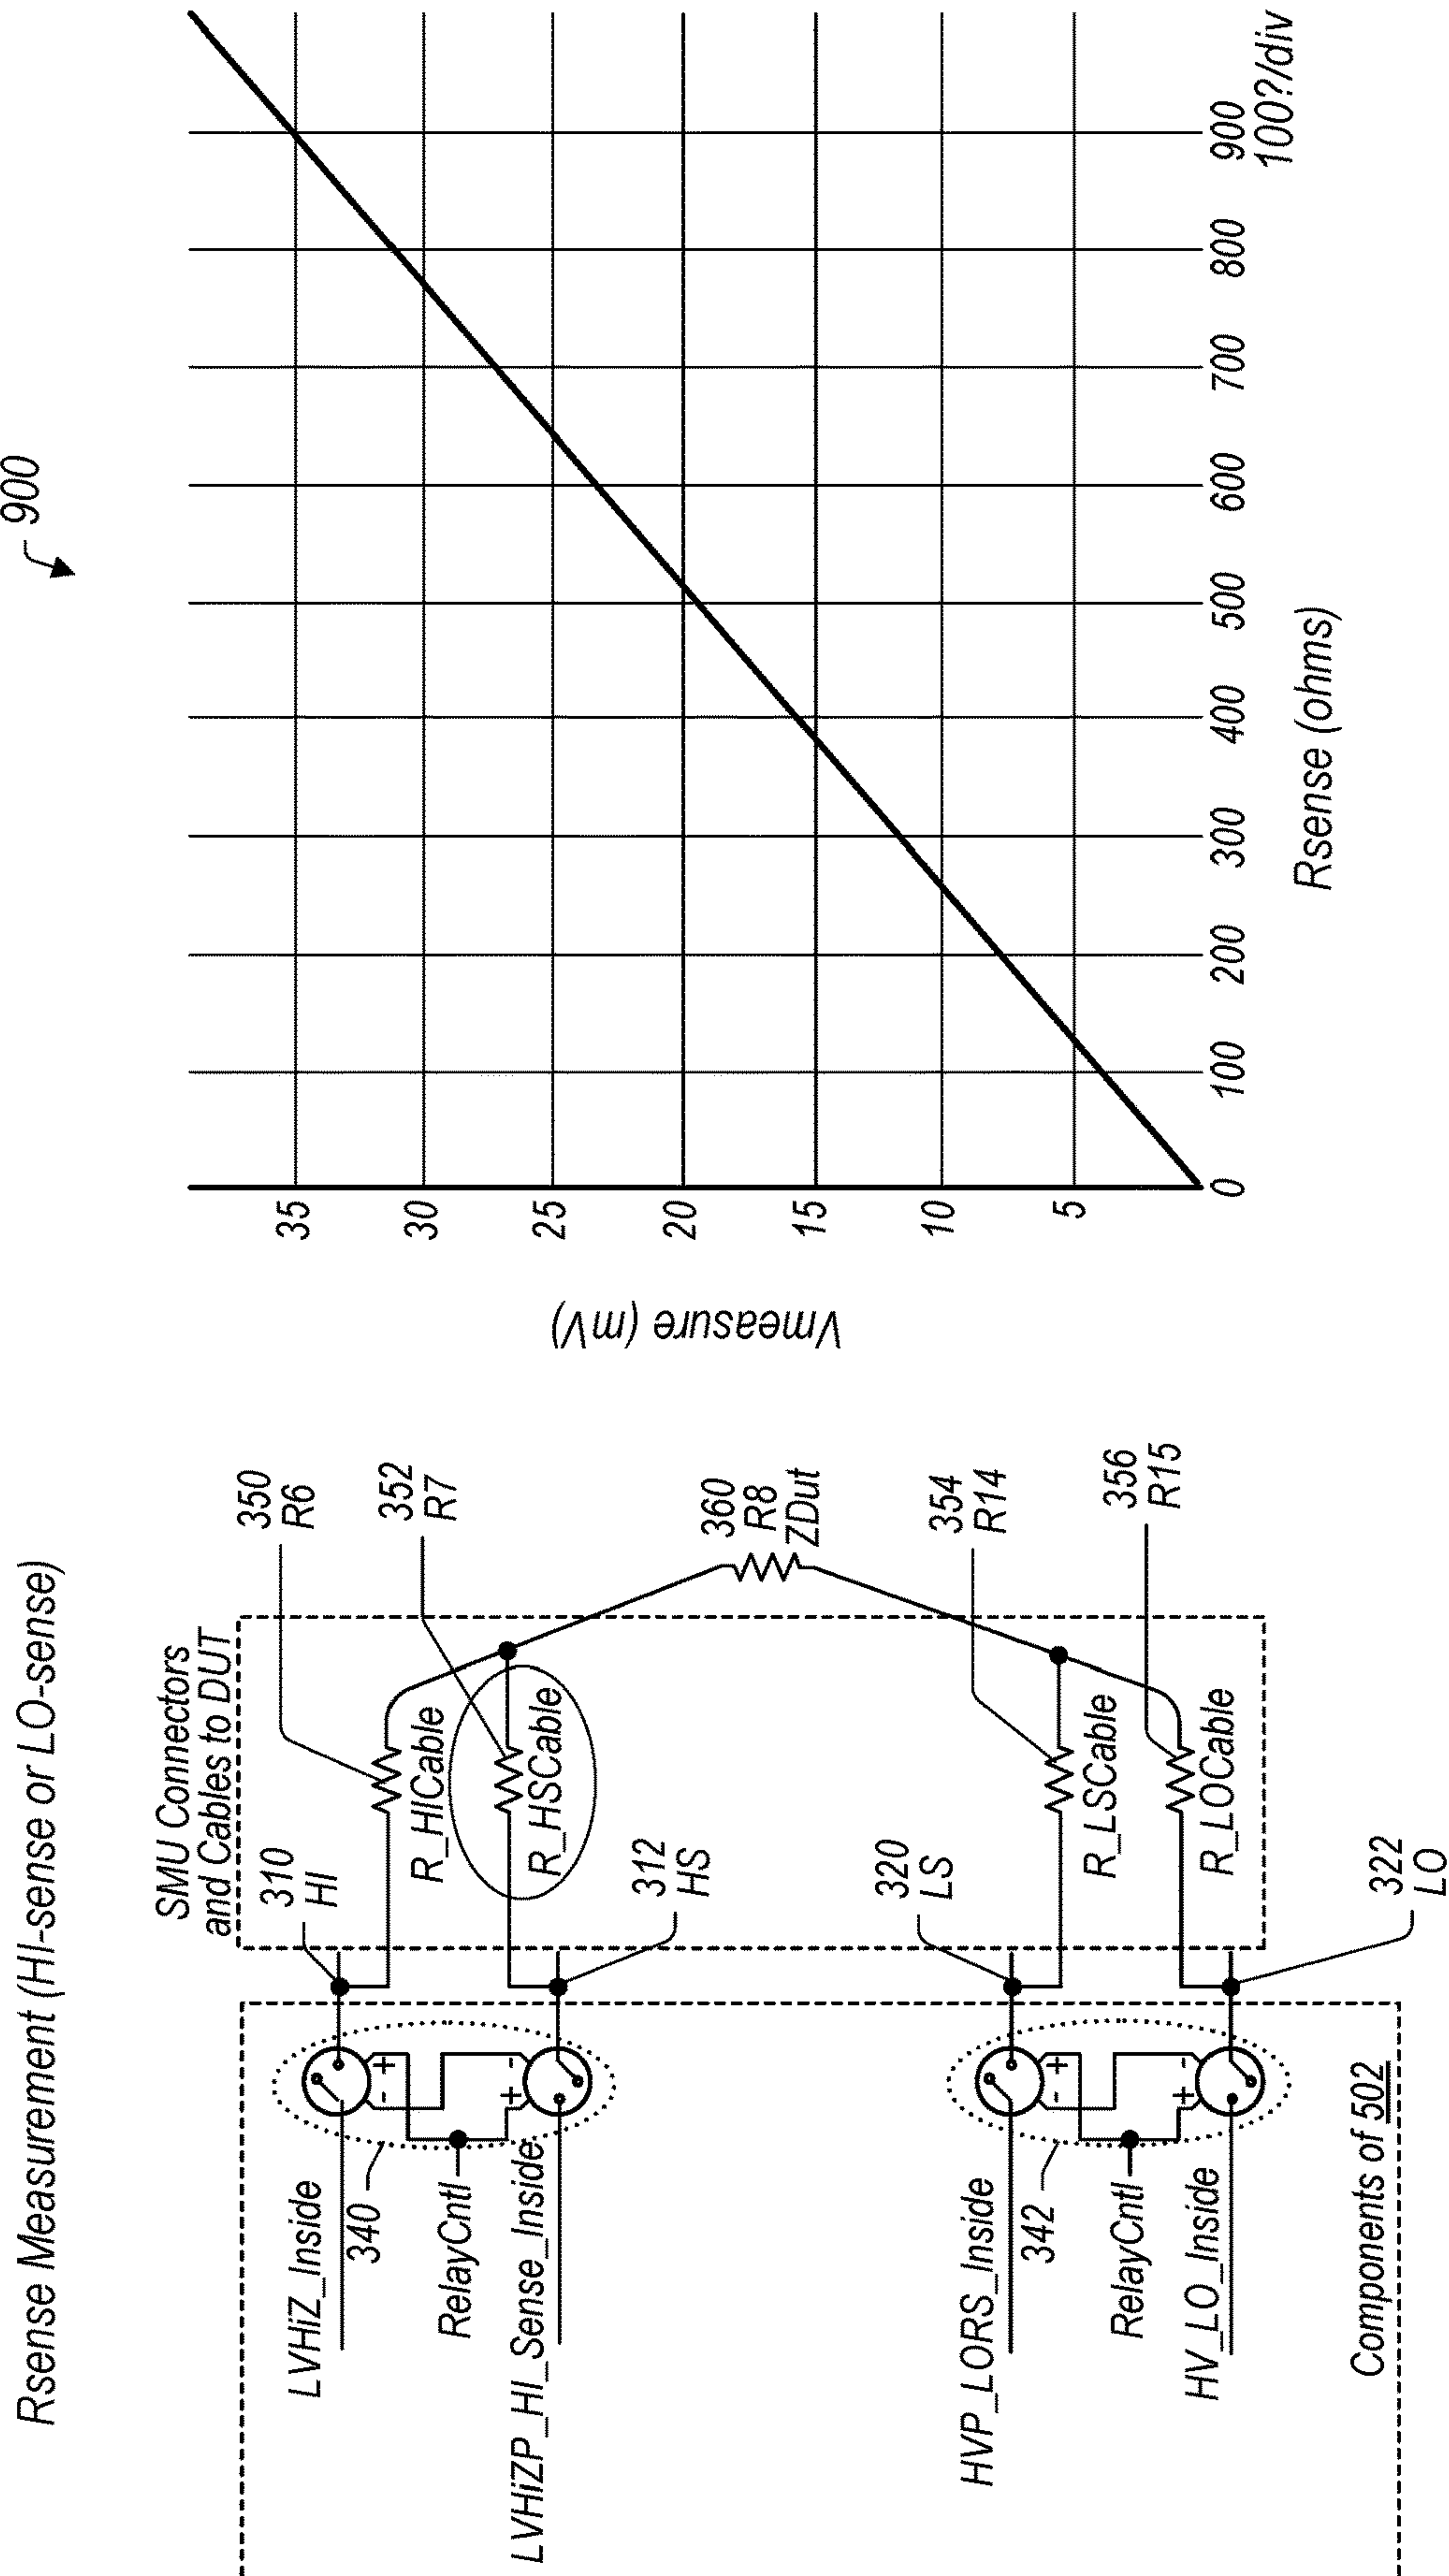 Rsense Measurement (HI-sense or LO-sense)
900
SMU Connectors
and Cables to DUT
310
HI
350
R6
LVHiZ_Inside
340
R_HICable
352
R7
RelayCntl
+
-
-
+
LVHiZP_HI_Sense_Inside
R_HSCable
312
HS
360
R8
ZDut
320
LS
354
R14
HVP_LORS_Inside
342
R_LSCable
356
R15
RelayCntl
+
-
-
+
HV_LO_Inside
R_LOCable
322
LO
Components of 502
Vmeasure (mV)
35
30
25
20
15
10
5
0
100
200
300
400
500
600
700
800
900
100?/div
Rsense (ohms)